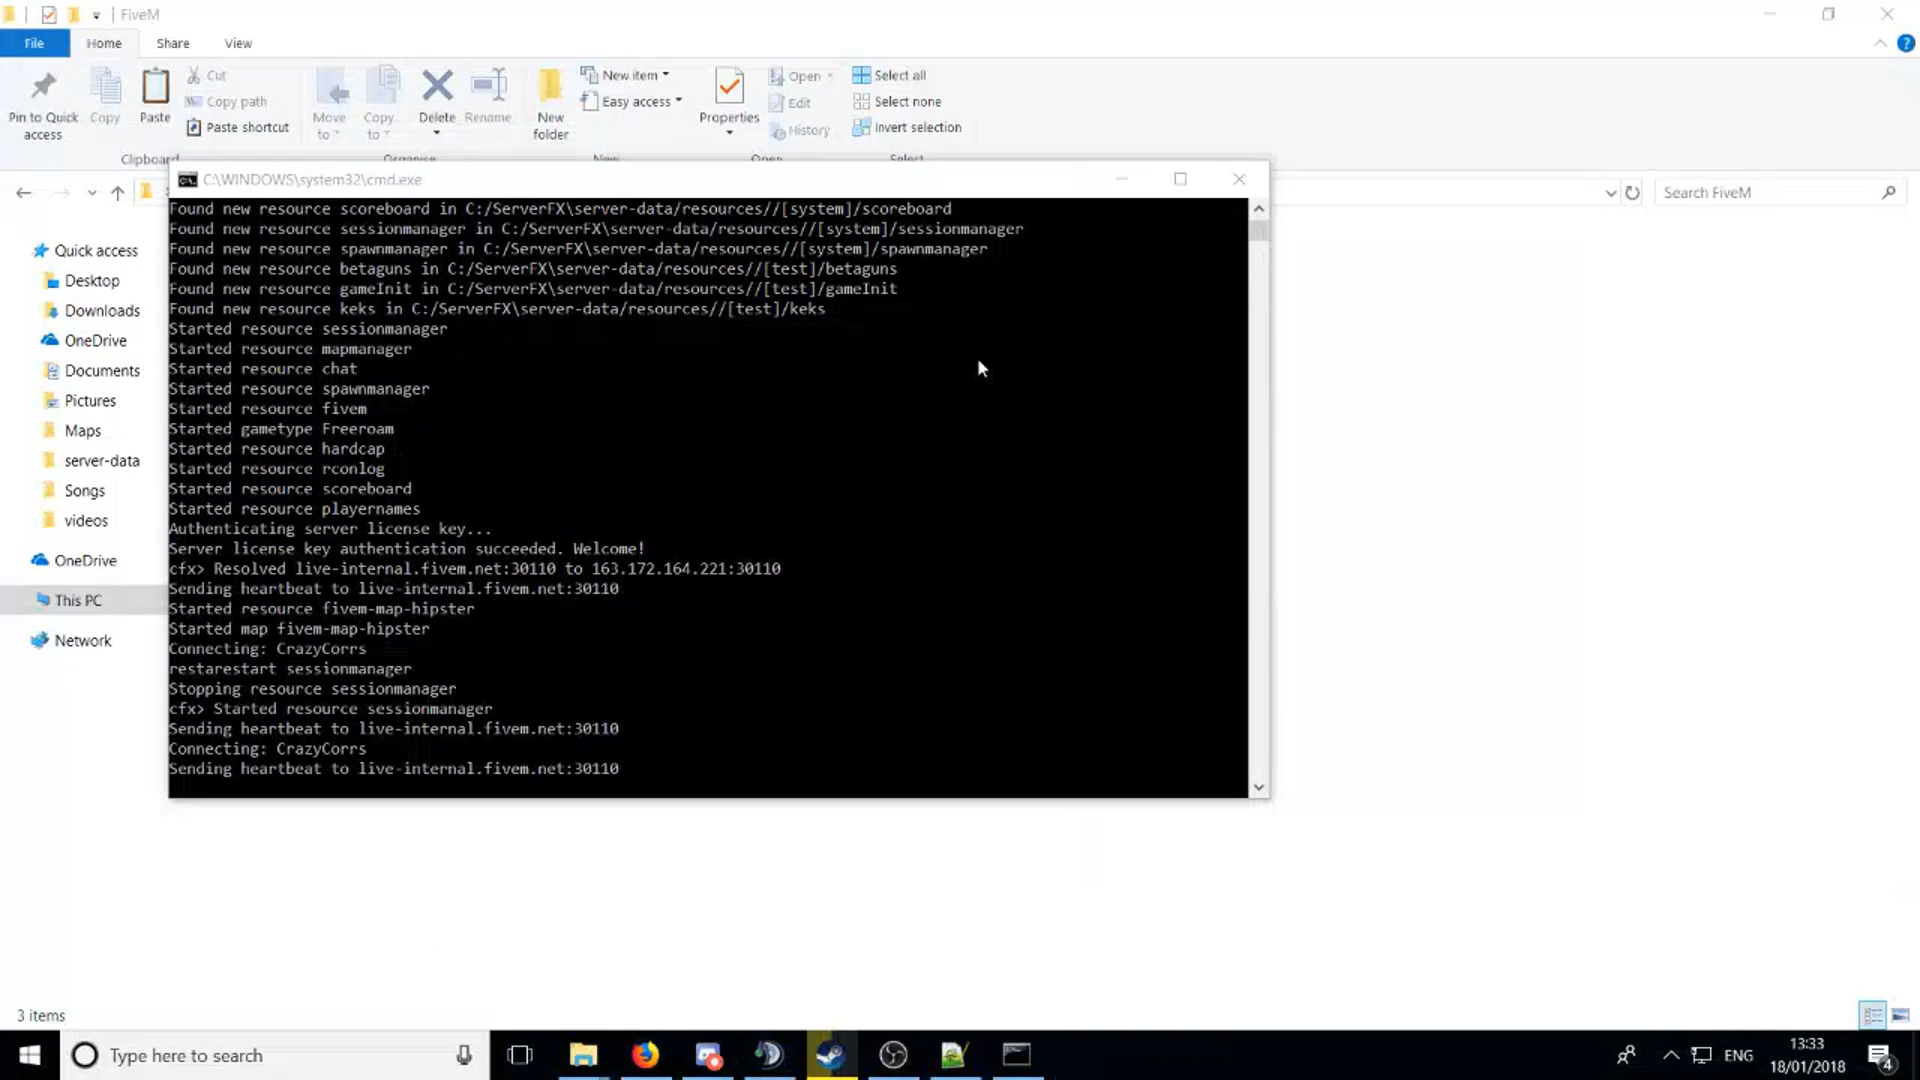 FiveM
File
Home
Share
View
Pin to Quick access
Copy
Paste
Cut
Copy path
Paste shortcut
Move to
Copy to
Delete
Rename
New folder
New item
Easy access
Properties
Open
Edit
History
Select all
Select none
Invert selection
Clipboard
Organise
New
Open
Select
C:\WINDOWS\system32\cmd.exe
Search FiveM
Quick access
Desktop
Downloads
OneDrive
Documents
Pictures
Maps
server-data
Songs
videos
OneDrive
This PC
Network
Found new resource scoreboard in C:/ServerFX\server-data/resources//[system]/scoreboard
Found new resource sessionmanager in C:/ServerFX\server-data/resources//[system]/sessionmanager
Found new resource spawnmanager in C:/ServerFX\server-data/resources//[system]/spawnmanager
Found new resource betaguns in C:/ServerFX\server-data/resources//[test]/betaguns
Found new resource gameInit in C:/ServerFX\server-data/resources//[test]/gameInit
Found new resource keks in C:/ServerFX\server-data/resources//[test]/keks
Started resource sessionmanager
Started resource mapmanager
Started resource chat
Started resource spawnmanager
Started resource fivem
Started gametype Freeroam
Started resource hardcap
Started resource rconlog
Started resource scoreboard
Started resource playernames
Authenticating server license key...
Server license key authentication succeeded. Welcome!
cfx> Resolved live-internal.fivem.net:30110 to 163.172.164.221:30110
Sending heartbeat to live-internal.fivem.net:30110
Started resource fivem-map-hipster
Started map fivem-map-hipster
Connecting: CrazyCorrs
restarestart sessionmanager
Stopping resource sessionmanager
cfx> Started resource sessionmanager
Sending heartbeat to live-internal.fivem.net:30110
Connecting: CrazyCorrs
Sending heartbeat to live-internal.fivem.net:30110
3 items
Type here to search
ENG
13:33
18/01/2018
4